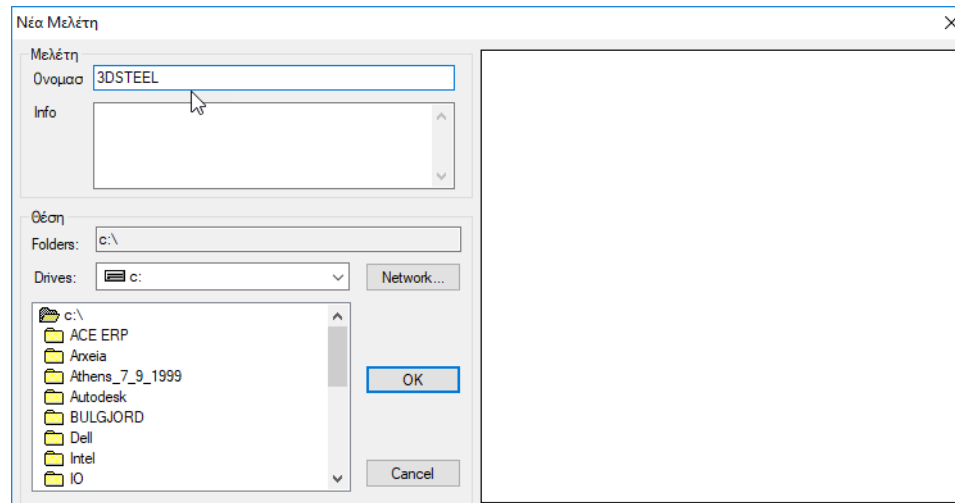 Νέα Μελέτη
Μελέτη
Ονομασ 3DSTEEL
Info
Θέση
Folders: c:\
Drives: c: Network...
c:\
ACE ERP
Arxeia
Athens_7_9_1999
Autodesk
OK
BULGJORD
Dell
Intel
Cancel
IO